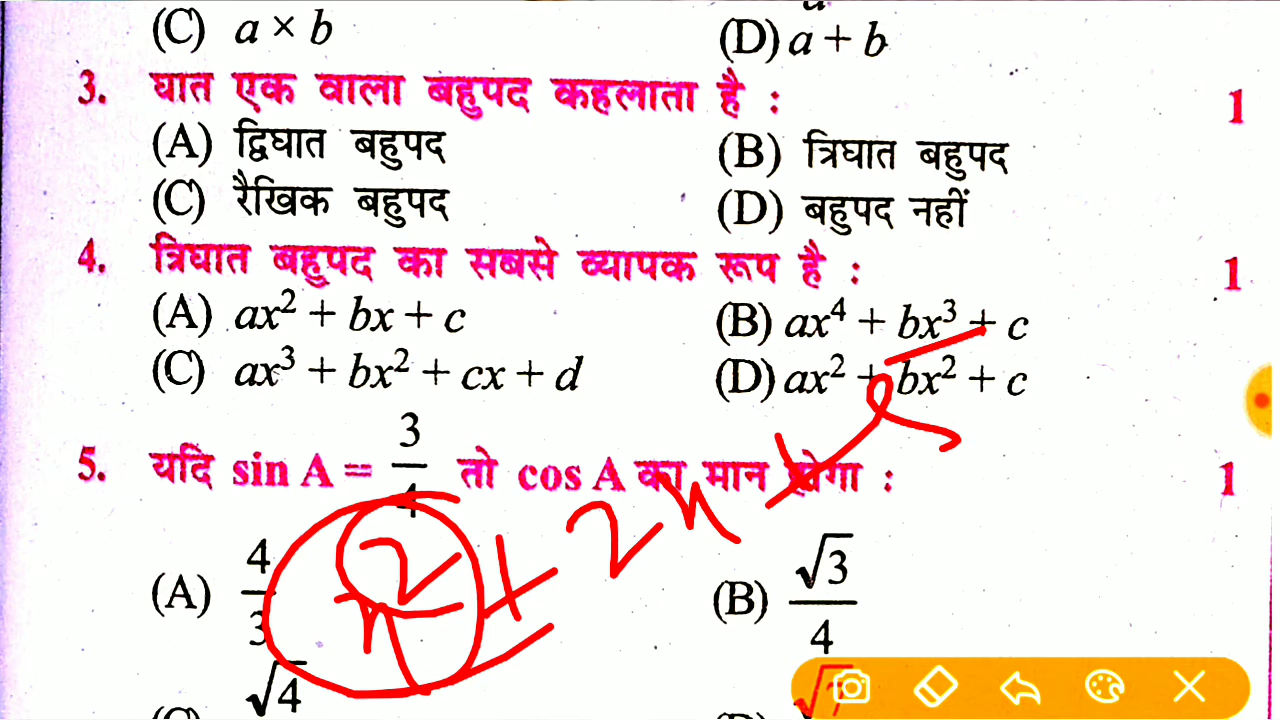 (C) a × b (D) a + b
3. घात एक वाला बहुपद कहलाता है : 1
(A) द्विघात बहुपद (B) त्रिघात बहुपद
(C) रैखिक बहुपद (D) बहुपद नहीं
4. त्रिघात बहुपद का सबसे व्यापक रूप है : 1
(A) ax² + bx + c (B) ax⁴ + bx³ + c
(C) ax³ + bx² + cx + d (D) ax² + bx² + c
5. यदि sin A = 3/4 तो cos A का मान होगा : 1
(A) 4/3 (B) √3/4
√4 √7